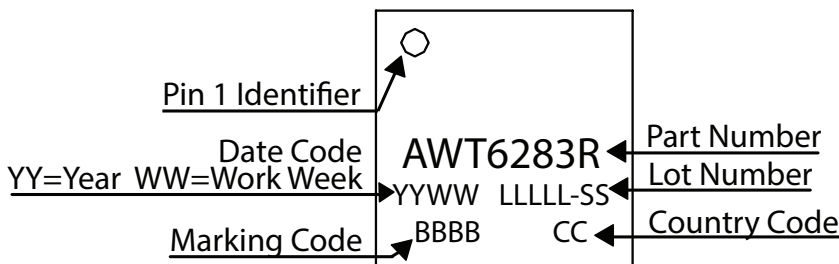 Pin 1 Identifier
Date Code
YY=Year WW=Work Week
Marking Code
AWT6283R
YYWW LLLLL-SS
BBBB CC
Part Number
Lot Number
Country Code